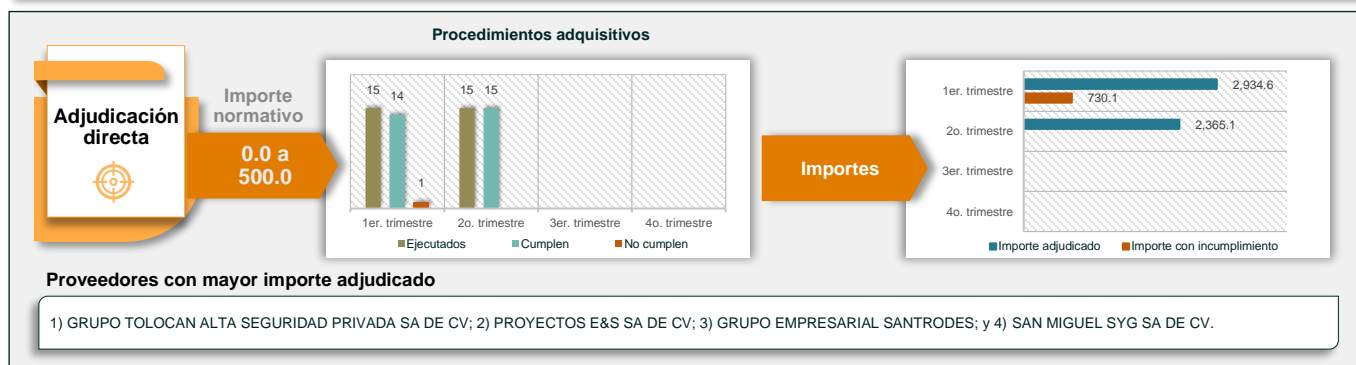 Procedimientos adquisitivos
Adjudicación
directa
Importe
normativo
0.0 a
500.0
15
14
1
15
15
1er. trimestre
2o. trimestre
3er. trimestre
4o. trimestre
Ejecutados
Cumplen
No cumplen
Importes
1er. trimestre
2,934.6
730.1
2o. trimestre
2,365.1
3er. trimestre
4o. trimestre
Importe adjudicado
Importe con incumplimiento
Proveedores con mayor importe adjudicado
1) GRUPO TOLOCAN ALTA SEGURIDAD PRIVADA SA DE CV; 2) PROYECTOS E&S SA DE CV; 3) GRUPO EMPRESARIAL SANTRODES; y 4) SAN MIGUEL SYG SA DE CV.